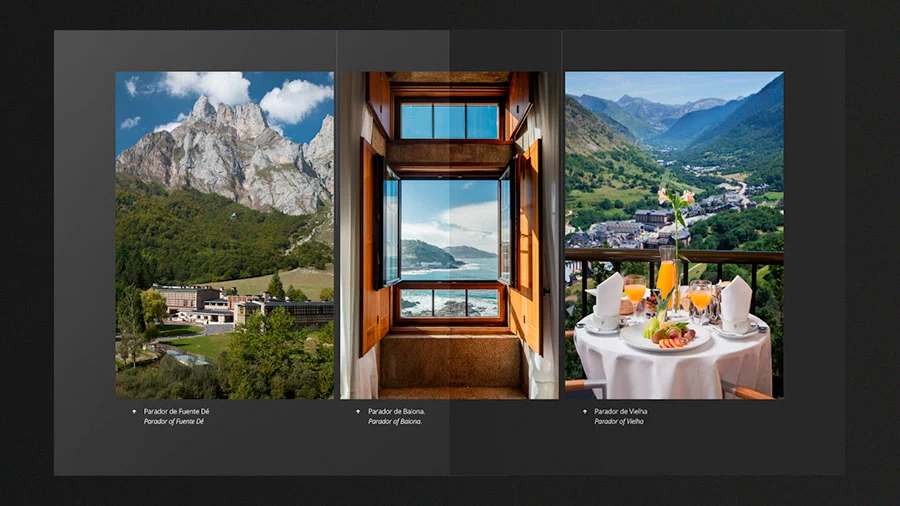 Parador de Fuente Dé
Parador of Fuente Dé
Parador de Baiona.
Parador of Baiona.
Parador de Vielha
Parador of Vielha